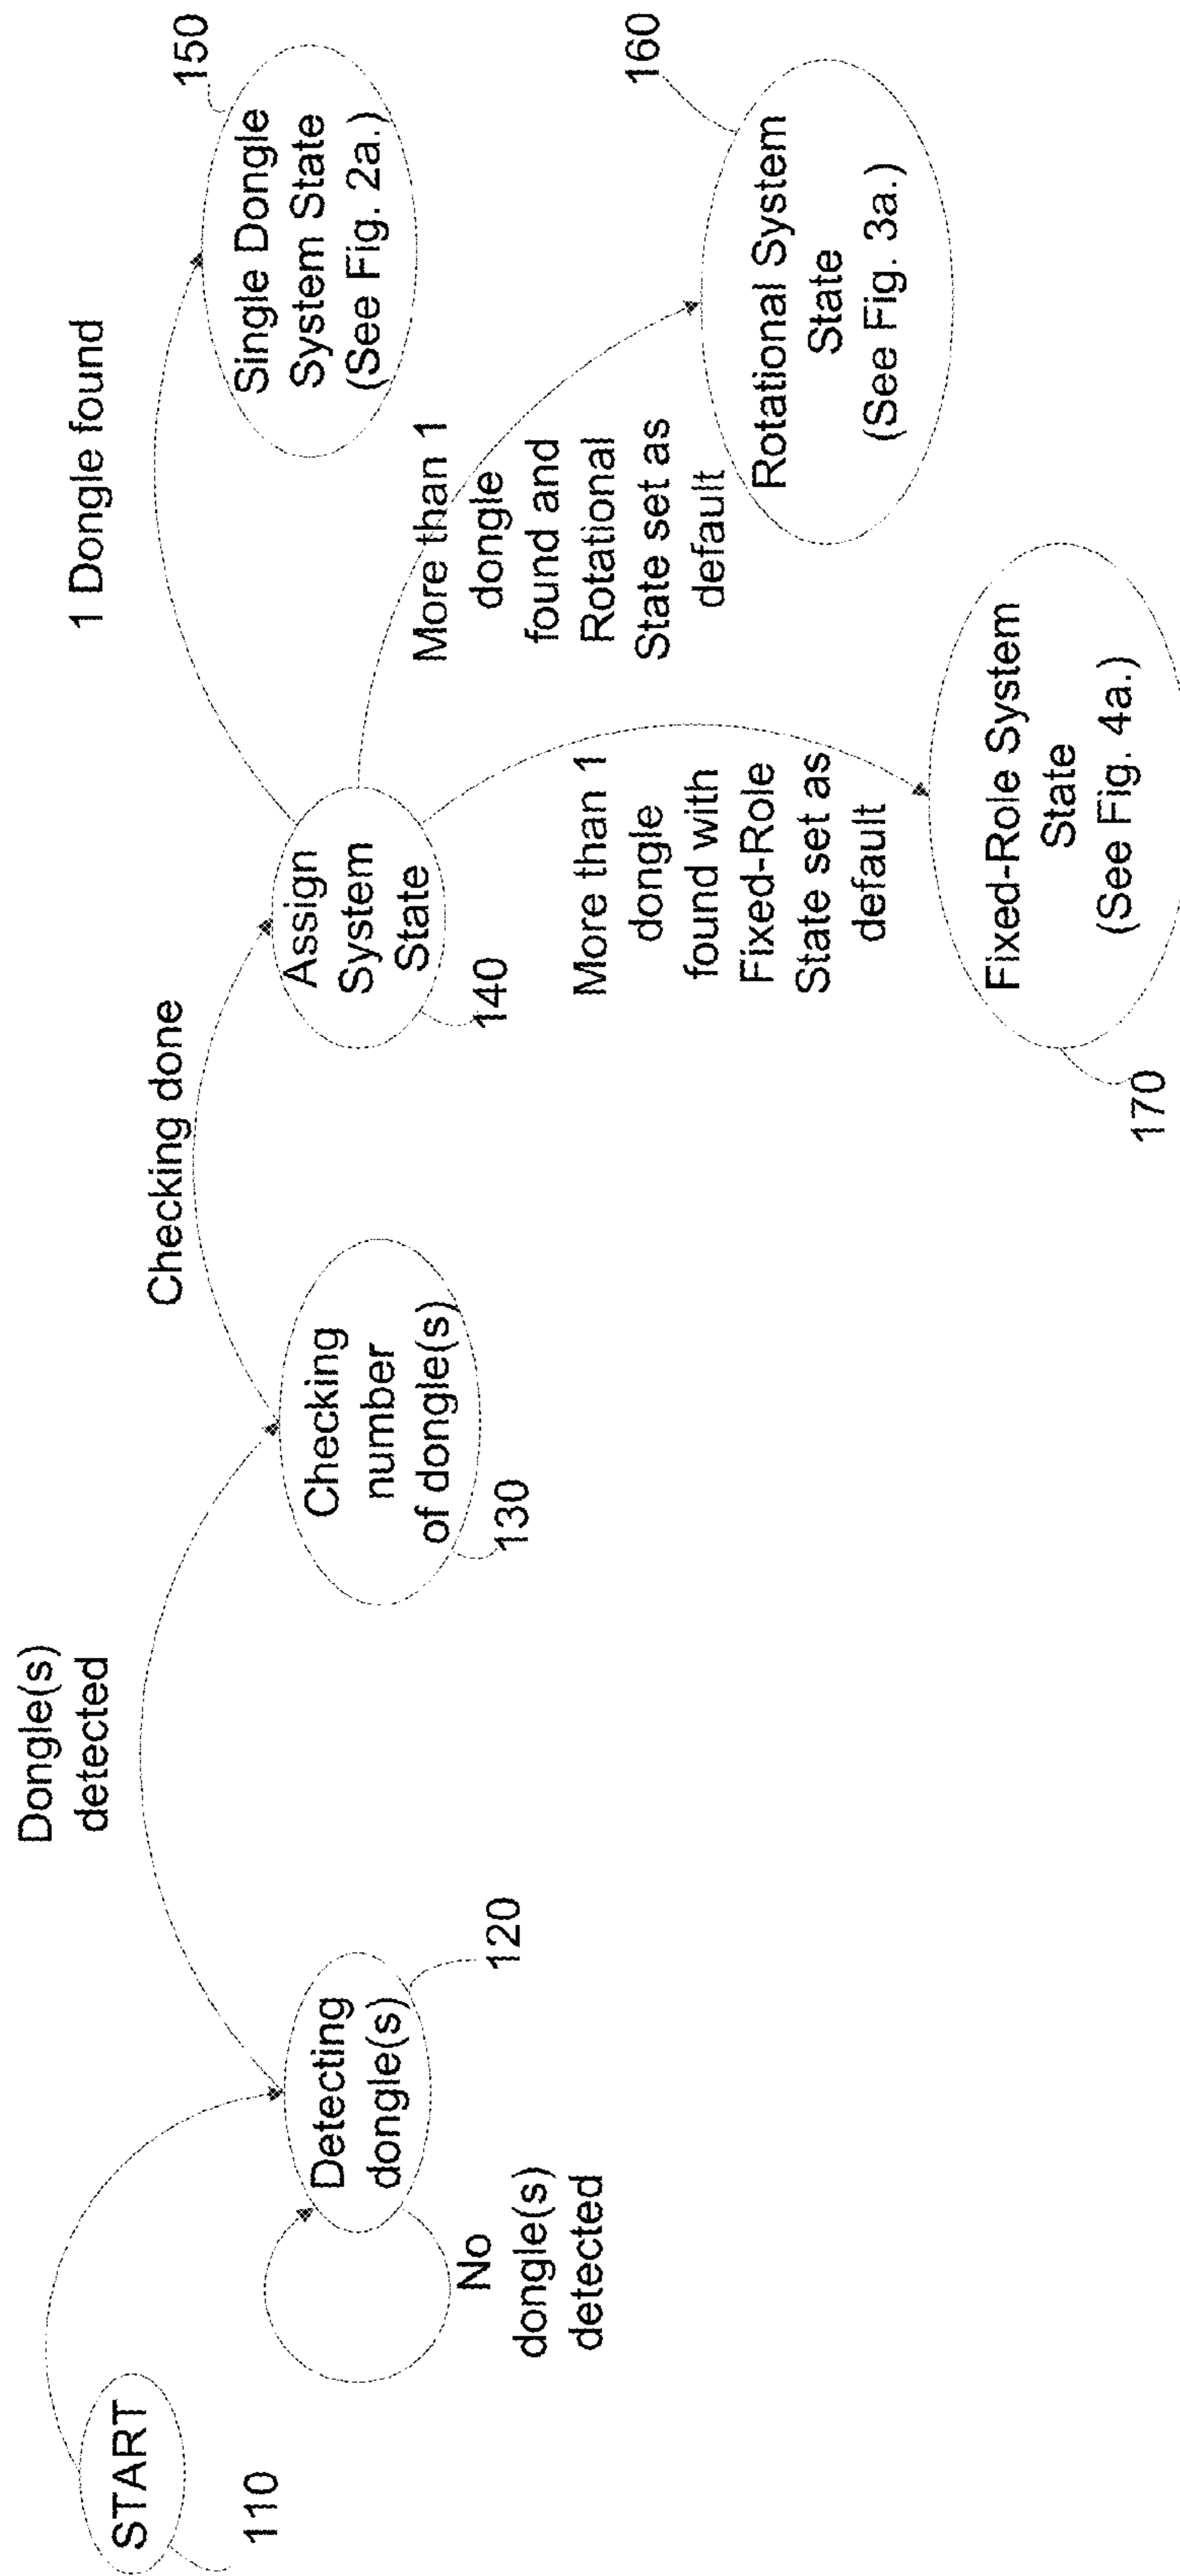 START
110
Detecting
dongle(s)
120
No
dongle(s)
detected
Dongle(s)
detected
Checking
number
of dongle(s)
130
Checking done
Assign
System
State
140
1 Dongle found
Single Dongle
System State
(See Fig. 2a.)
150
More than 1
dongle
found and
Rotational
State set as
default
Rotational System
State
(See Fig. 3a.)
160
More than 1
dongle
found with
Fixed-Role
State set as
default
Fixed-Role System
State
(See Fig. 4a.)
170